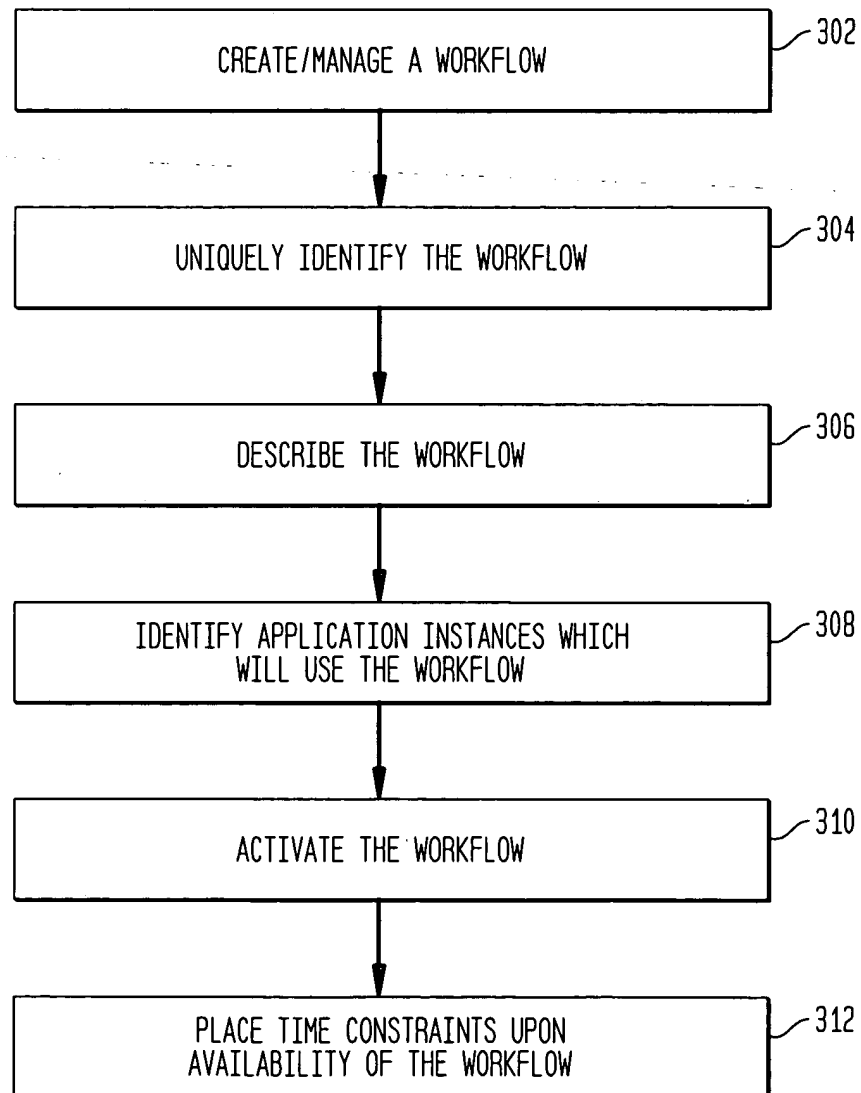 CREATE/MANAGE A WORKFLOW
302
UNIQUELY IDENTIFY THE WORKFLOW
304
DESCRIBE THE WORKFLOW
306
IDENTIFY APPLICATION INSTANCES WHICH
WILL USE THE WORKFLOW
308
ACTIVATE THE WORKFLOW
310
PLACE TIME CONSTRAINTS UPON
AVAILABILITY OF THE WORKFLOW
312